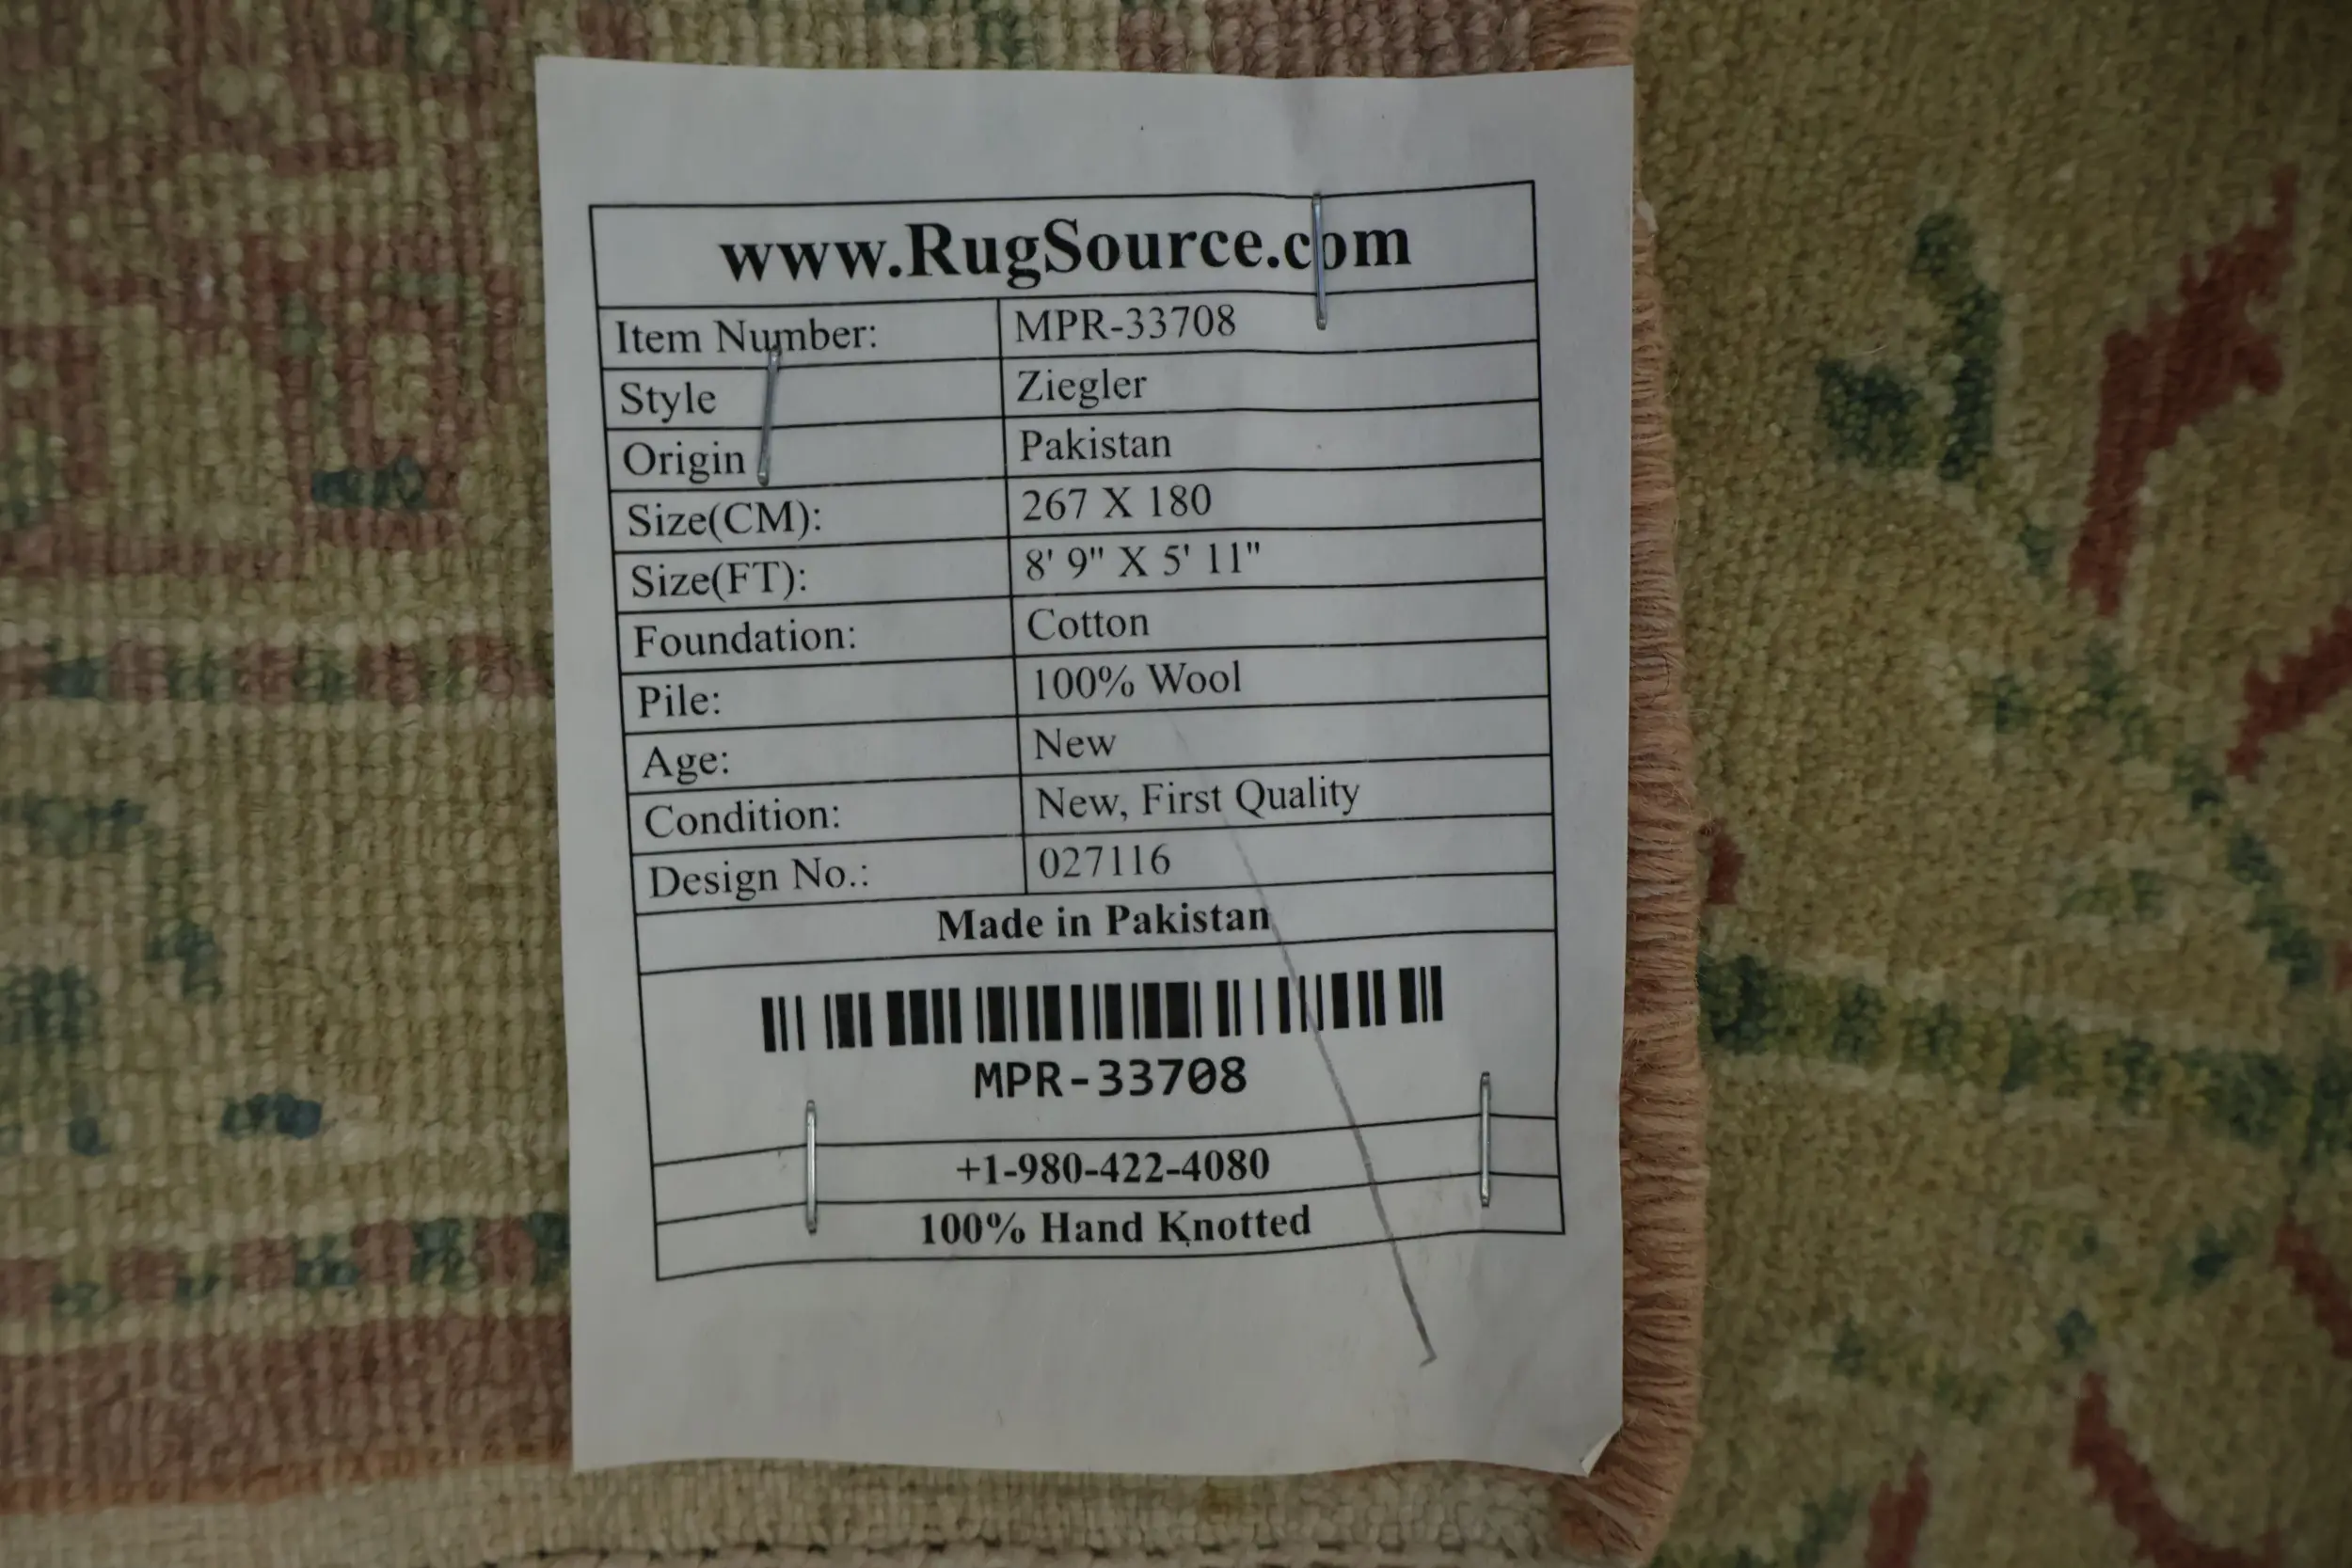 www.RugSource.com
Item Number: MPR-33708
Style Ziegler
Origin Pakistan
Size(CM): 267 X 180
Size(FT): 8' 9" X 5' 11"
Foundation: Cotton
Pile: 100% Wool
Age: New
Condition: New, First Quality
Design No.: 027116
Made in Pakistan
MPR-33708
+1-980-422-4080
100% Hand Knotted